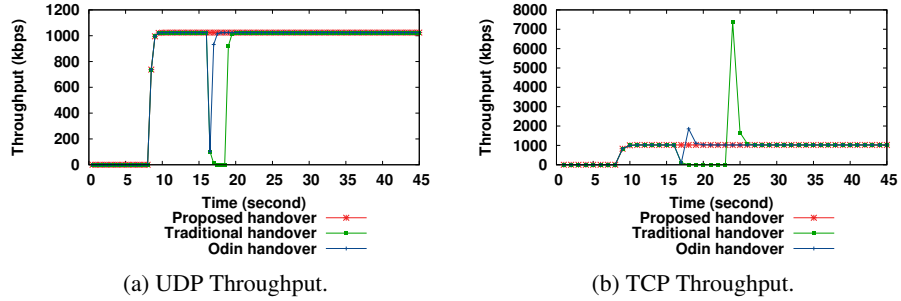 1200
1000
800
600
400
200
0
Throughput (kbps)
0 5 10 15 20 25 30 35 40 45
Time (second)
Proposed handover
Traditional handover
Odin handover
(a) UDP Throughput.
8000
7000
6000
5000
4000
3000
2000
1000
0
Throughput (kbps)
0 5 10 15 20 25 30 35 40 45
Time (second)
Proposed handover
Traditional handover
Odin handover
(b) TCP Throughput.